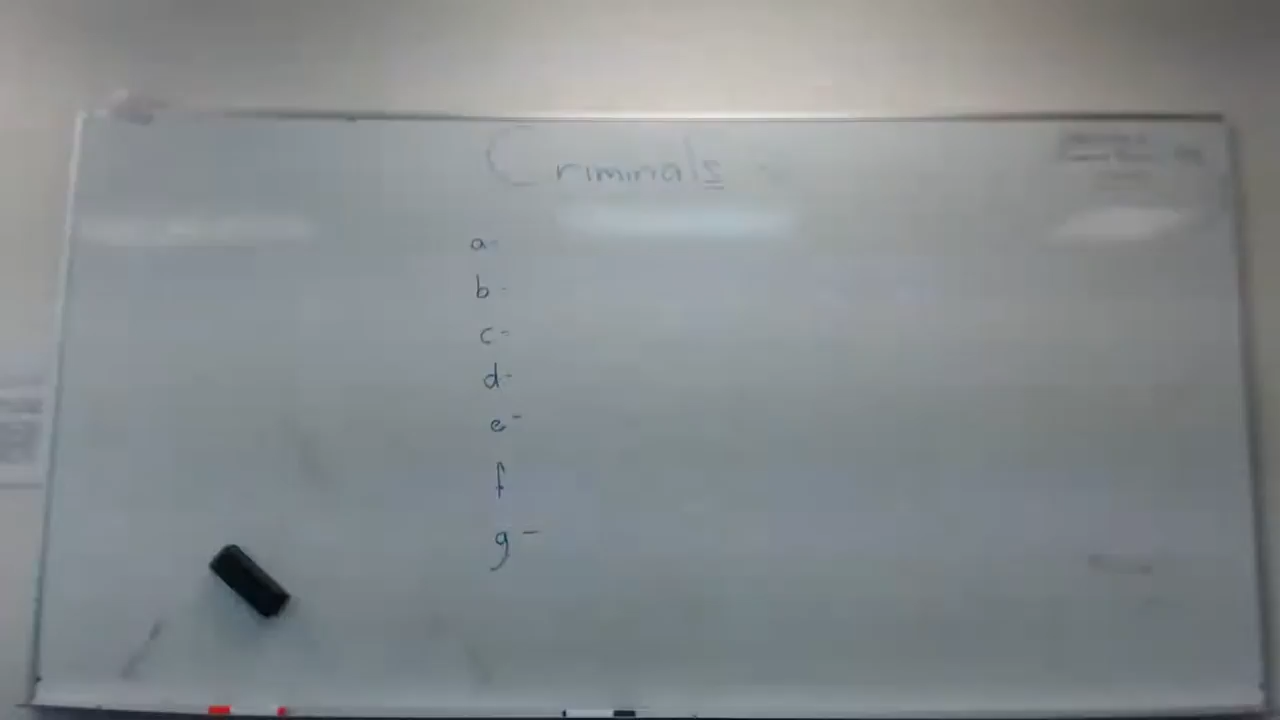 Criminals
a-
b-
c-
d-
e-
f
g-